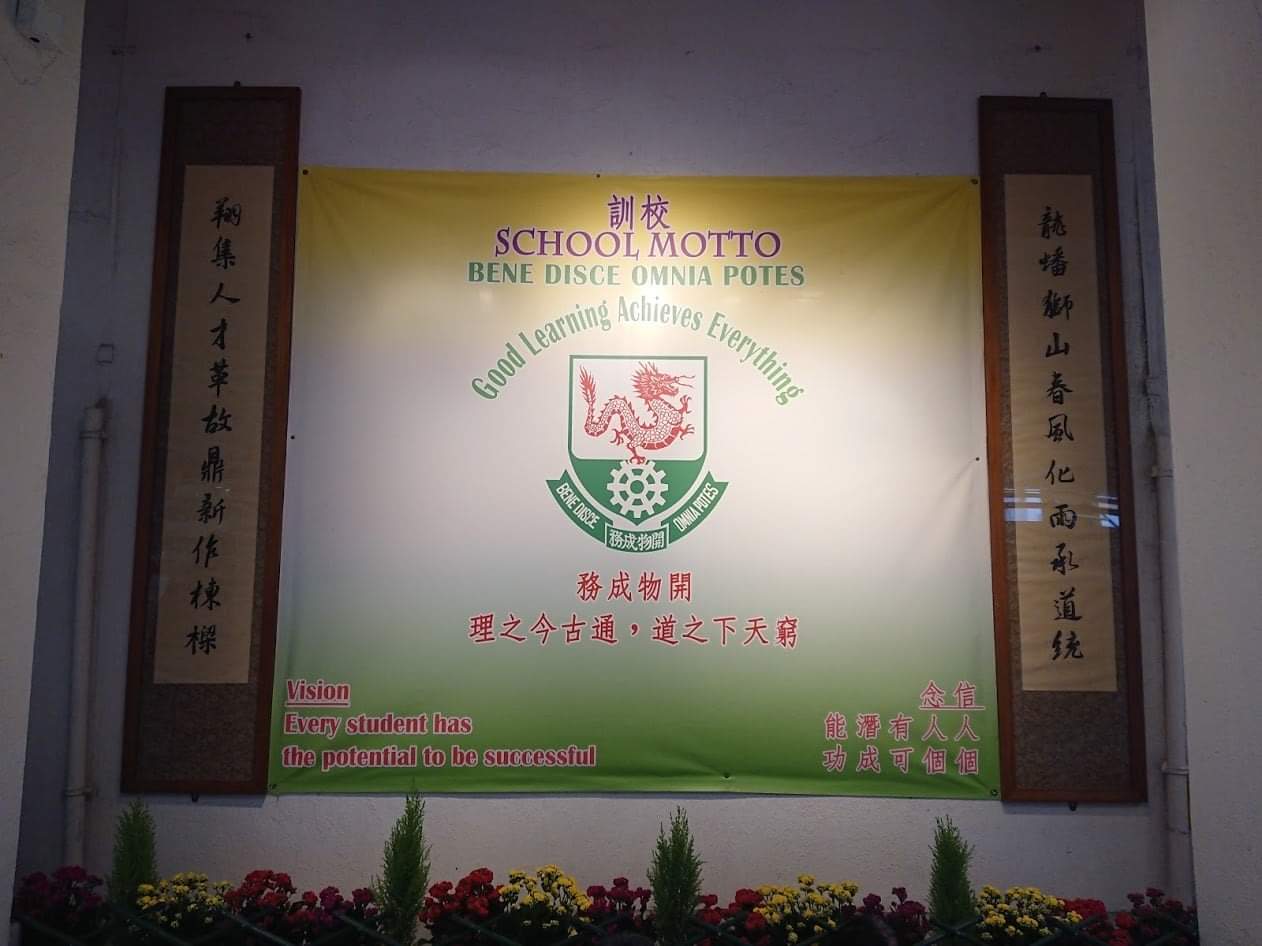 龍蟠獅山春風化雨承道統
校訓
SCHOOL MOTTO
BENE DISCE OMNIA POTES
Good Learning Achieves Everything
BENE DISCE OMNIA POTES
開物成務
開物成務
窮天下之道，通古今之理
Vision
Every student has
the potential to be successful
信念
人人有潛能
個個可成功
翔集人才革故鼎新作棟樑